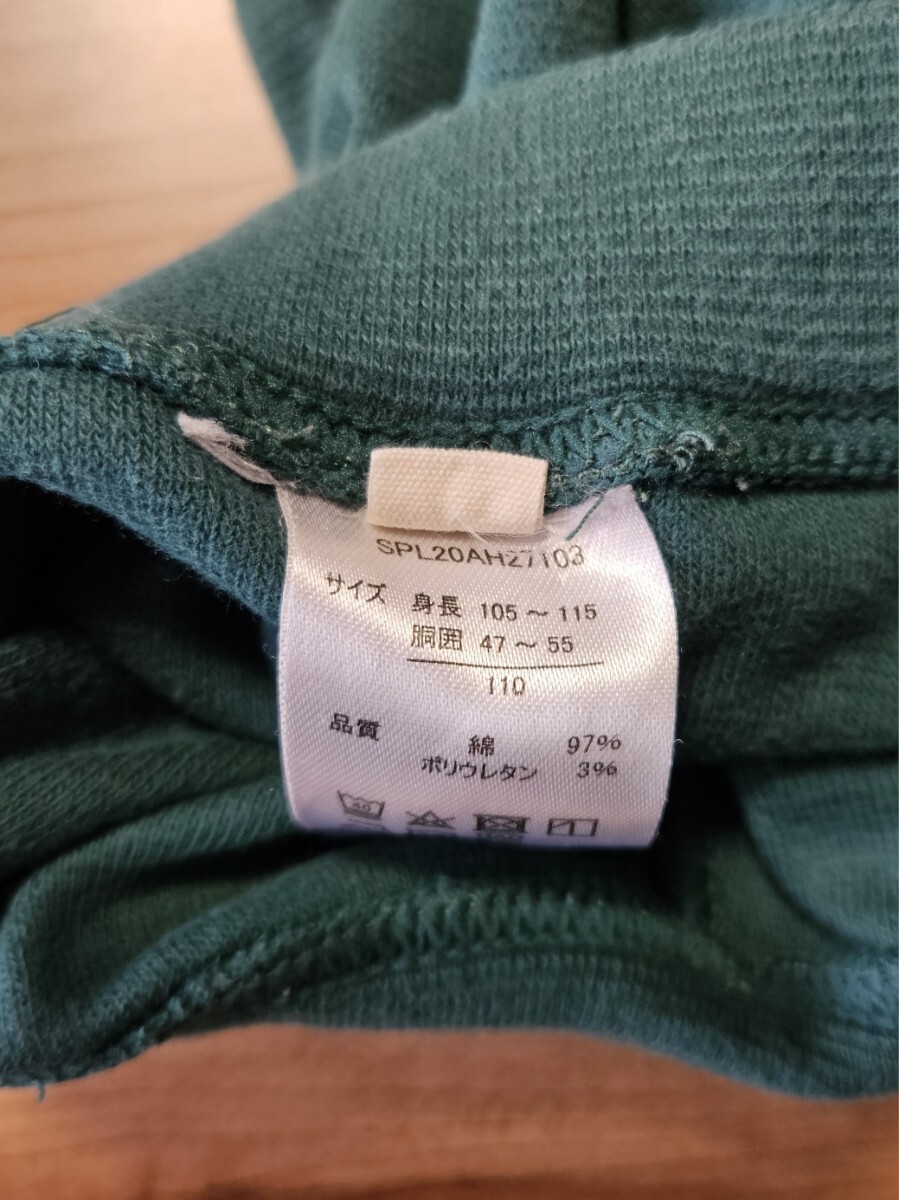 SPL20AH27103
サイズ 身長 105～115
胴囲 47～55
110
品質 綿 97%
ポリウレタン 3%
40